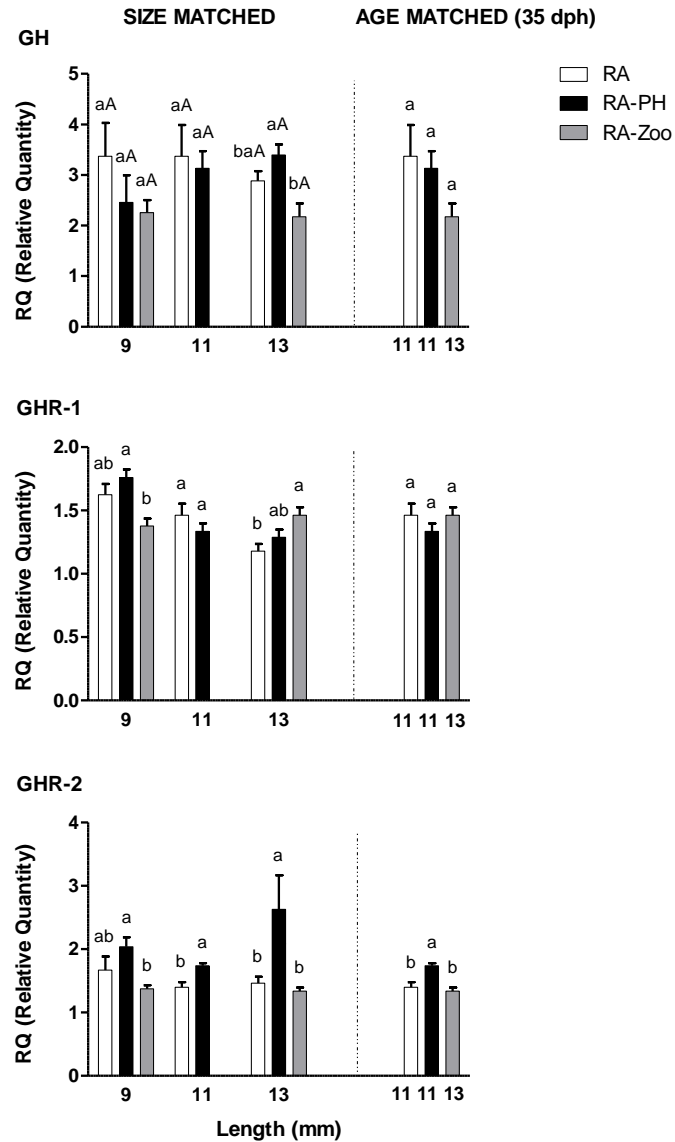 SIZE MATCHED AGE MATCHED (35 dph)
GH
RA
RA-PH
RA-Zoo
RQ (Relative Quantity)
5
4
3
2
1
0
aA aA aA aA aA baA aA bA a a a
9 11 13 11 11 13
GHR-1
RQ (Relative Quantity)
2.0
1.5
1.0
0.5
0.0
ab a b a a b ab a a a a
9 11 13 11 11 13
GHR-2
RQ (Relative Quantity)
4
3
2
1
0
ab a b b a b a b b a b
9 11 13 11 11 13
Length (mm)